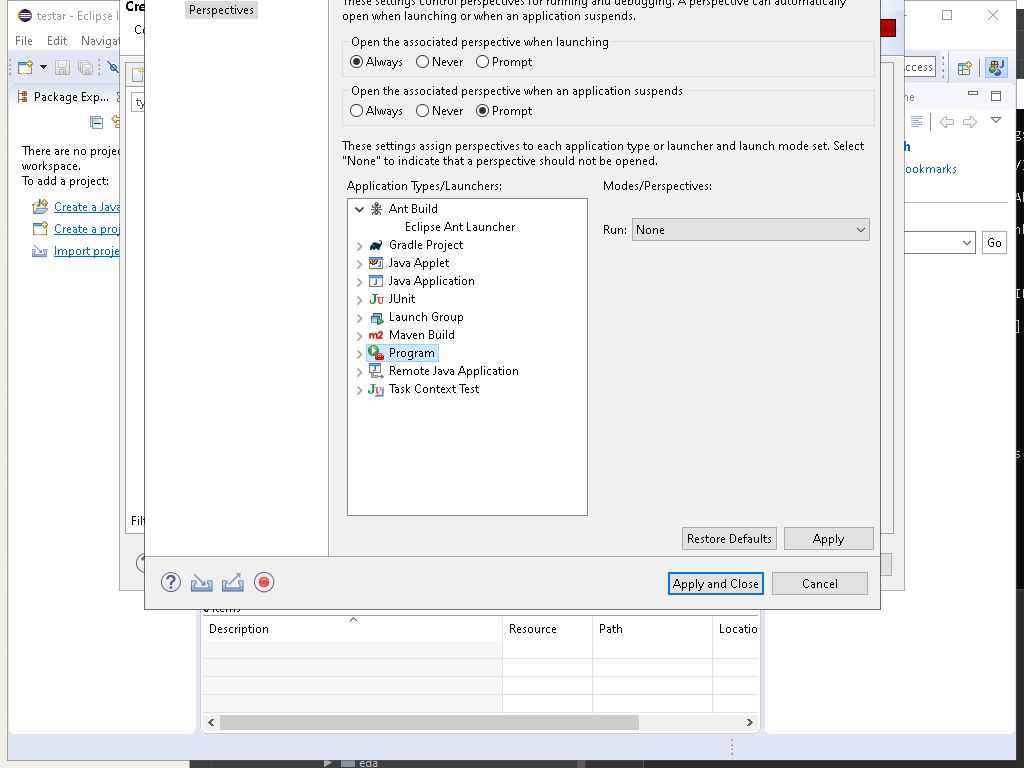 testar - Eclipse I
Cre
File Edit Navigat
Perspectives
These settings control perspectives for running and debugging. A perspective can automatically
open when launching or when an application suspends.
Open the associated perspective when launching
Always Never Prompt
Open the associated perspective when an application suspends
Always Never Prompt
These settings assign perspectives to each application type or launcher and launch mode set. Select
"None" to indicate that a perspective should not be opened.
Application Types/Launchers:
Modes/Perspectives:
Ant Build
Eclipse Ant Launcher
Gradle Project
Java Applet
Java Application
JUnit
Launch Group
Maven Build
Program
Remote Java Application
Task Context Test
Run: None
Restore Defaults Apply
Apply and Close Cancel
Package Exp...
There are no proje
workspace.
To add a project:
Create a Java
Create a proj
Import proje
ty
Filt
ccess
ne
h
ookmarks
Go
Description Resource Path Locatio
eda